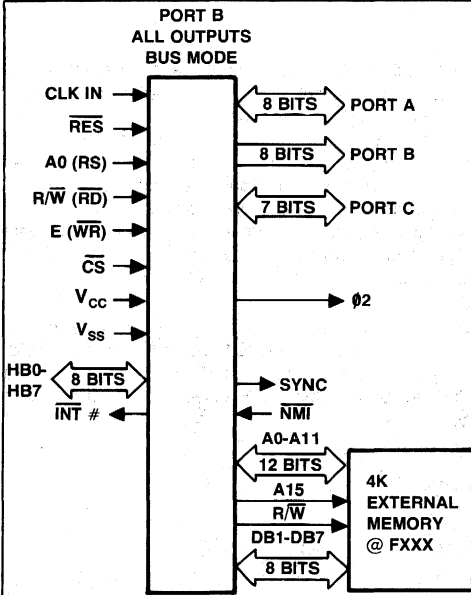 PORT B
ALL OUTPUTS
BUS MODE
CLK IN
RES
A0 (RS)
R/W (RD)
E (WR)
CS
VCC
VSS
HB0-
HB7
8 BITS
INT #
8 BITS
PORT A
8 BITS
PORT B
7 BITS
PORT C
φ2
SYNC
NMI
A0-A11
12 BITS
A15
R/W
DB1-DB7
8 BITS
4K
EXTERNAL
MEMORY
@ FXXX